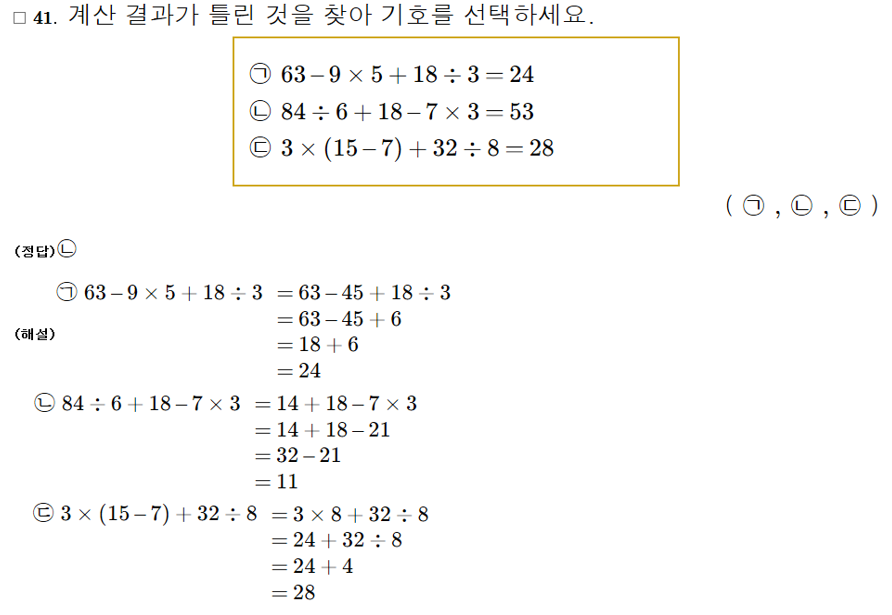 □ 41. 계산 결과가 틀린 것을 찾아 기호를 선택하세요.
㉠ 63 – 9 × 5 + 18 ÷ 3 = 24
㉡ 84 ÷ 6 + 18 – 7 × 3 = 53
㉢ 3 × (15 – 7) + 32 ÷ 8 = 28
( ㉠ , ㉡ , ㉢ )
(정답) ㉡
㉠ 63 – 9 × 5 + 18 ÷ 3 = 63 – 45 + 18 ÷ 3
= 63 – 45 + 6
(해설)
= 18 + 6
= 24
㉡ 84 ÷ 6 + 18 – 7 × 3 = 14 + 18 – 7 × 3
= 14 + 18 – 21
= 32 – 21
= 11
㉢ 3 × (15 – 7) + 32 ÷ 8 = 3 × 8 + 32 ÷ 8
= 24 + 32 ÷ 8
= 24 + 4
= 28